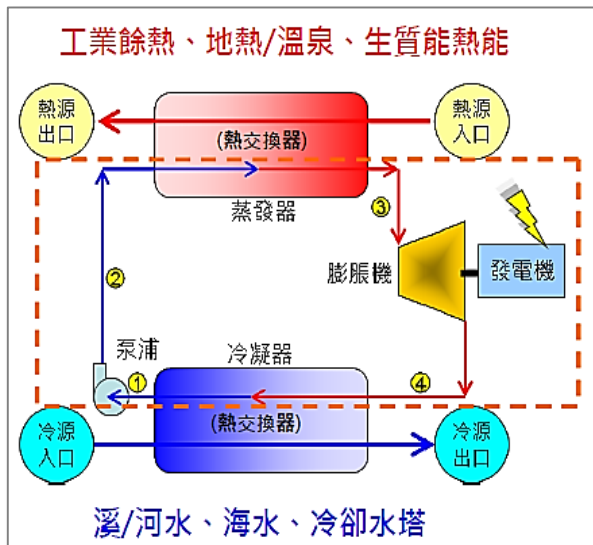 工業餘熱、地熱/溫泉、生質能熱能
熱源
出口
(熱交換器)
熱源
入口
蒸發器
③
②
膨脹機
發電機
泵浦
冷凝器
①
④
冷源
入口
(熱交換器)
冷源
出口
溪/河水、海水、冷卻水塔